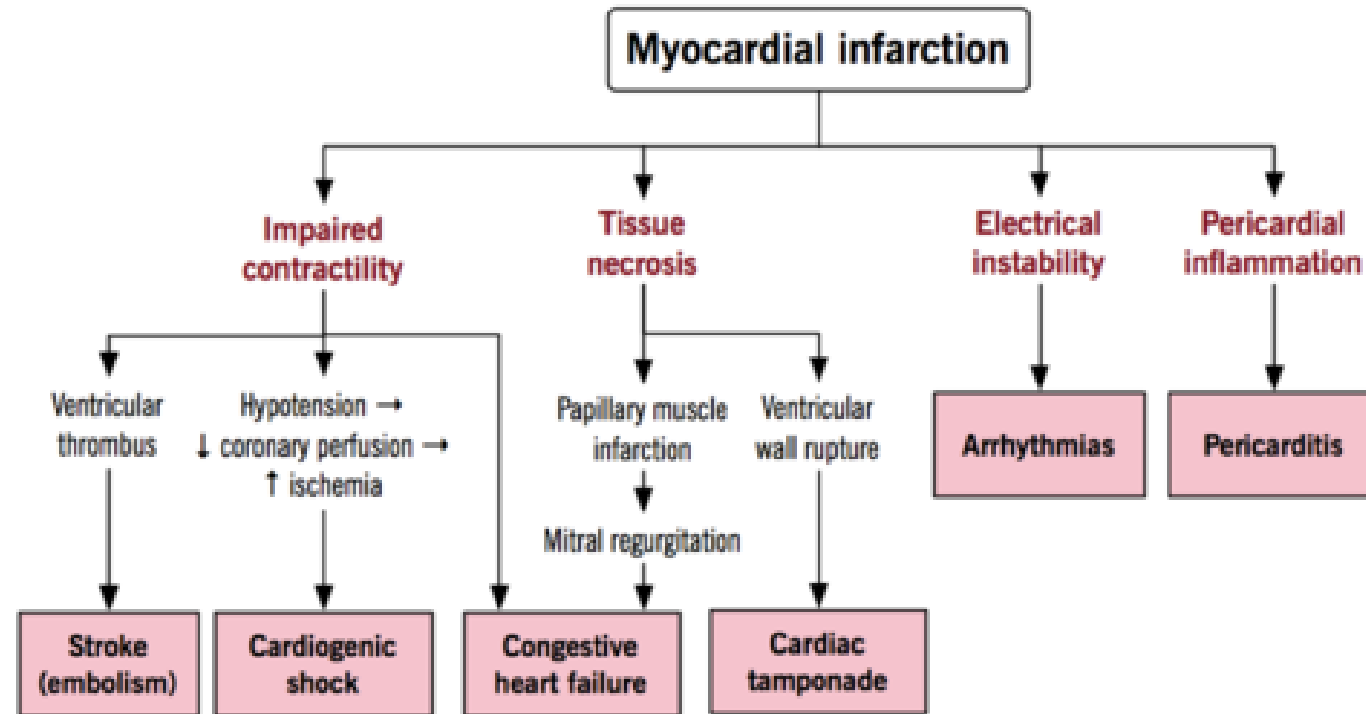 Myocardial infarction
Impaired
contractility
Tissue
necrosis
Electrical
instability
Pericardial
inflammation
Ventricular
thrombus
Hypotension →
↓ coronary perfusion →
↑ ischemia
Papillary muscle
infarction
Ventricular
wall rupture
Arrhythmias
Pericarditis
Mitral regurgitation
Stroke
(embolism)
Cardiogenic
shock
Congestive
heart failure
Cardiac
tamponade